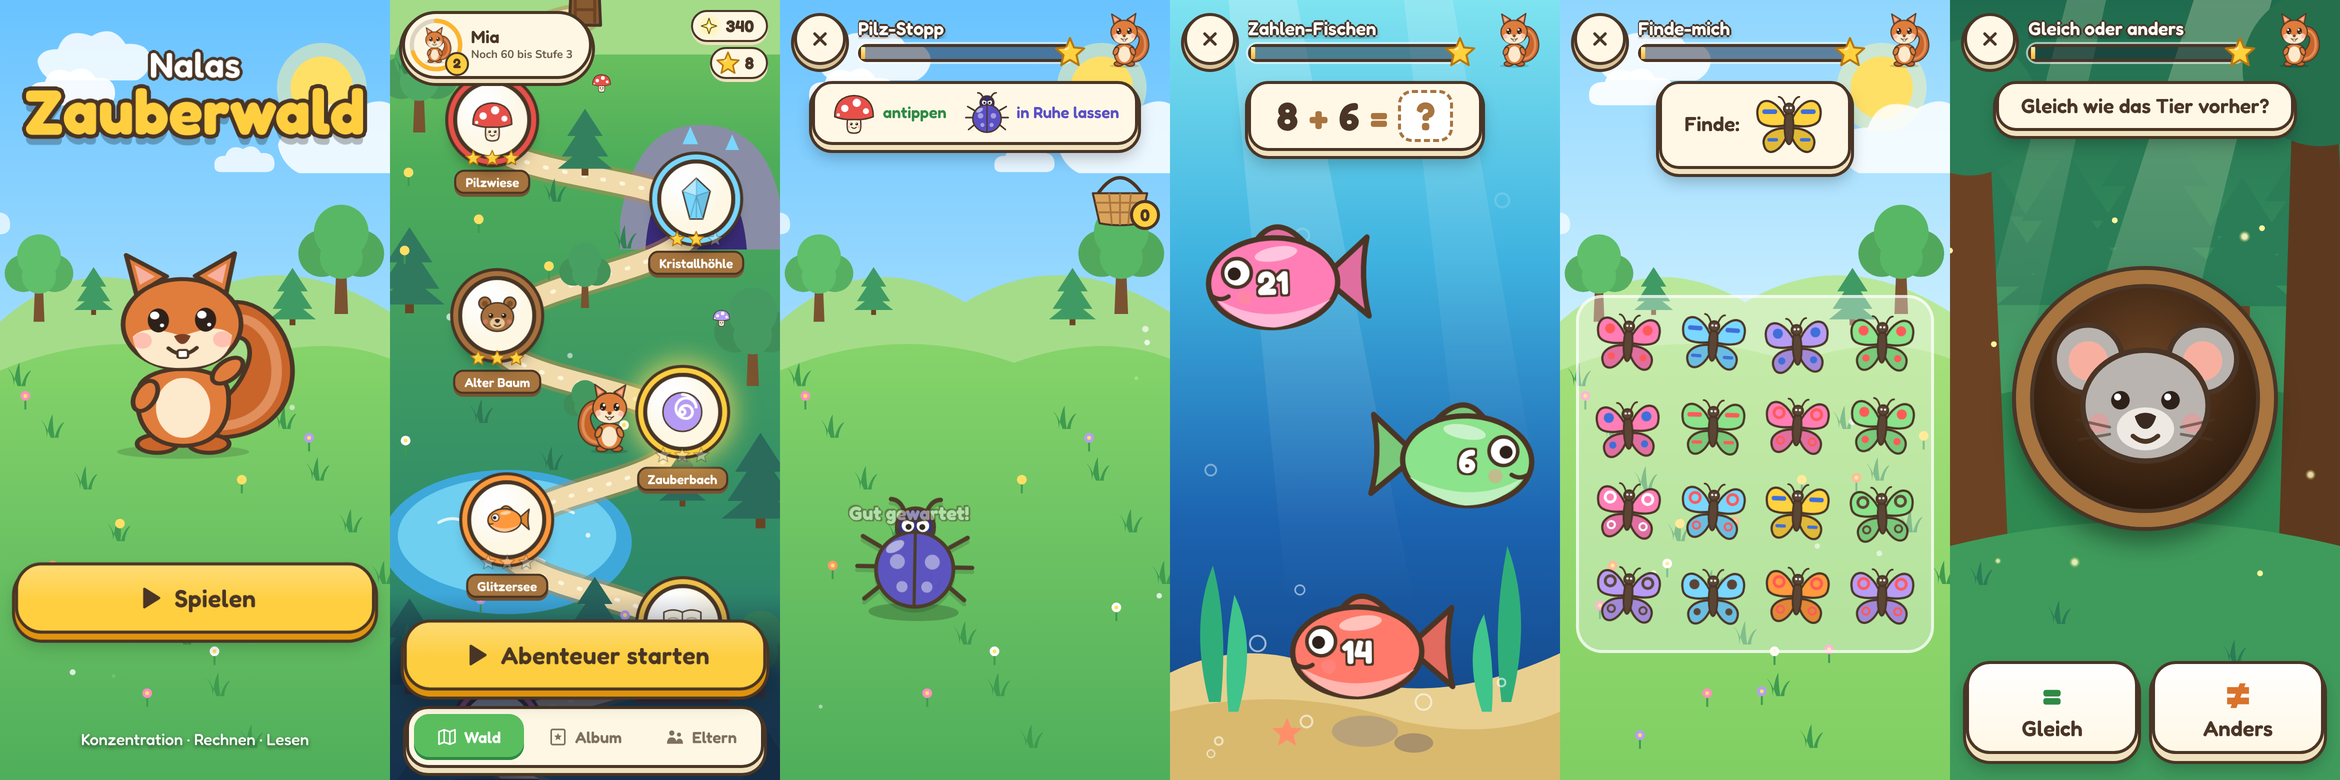 Nalas
Zauberwald
Spielen
Konzentration · Rechnen · Lesen
Mia
Noch 60 bis Stufe 3
2
340
8
Pilzwiese
Kristallhöhle
Alter Baum
Zauberbach
Glitzersee
Abenteuer starten
Wald
Album
Eltern
Pilz-Stopp
antippen
in Ruhe lassen
0
Gut gewartet!
Zahlen-Fischen
8 + 6 = ?
21
6
14
Finde-mich
Finde:
Gleich oder anders
Gleich wie das Tier vorher?
=
Gleich
≠
Anders